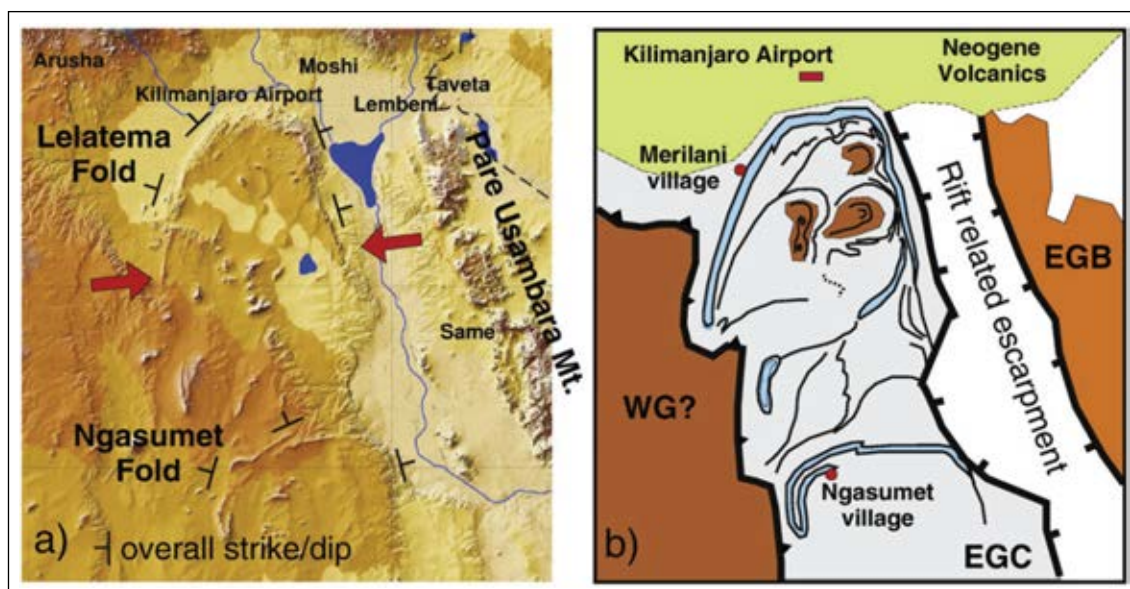 Arusha
Moshi
Kilimanjaro Airport
Taveta
Lembeni
Lelatema
Fold
Pare Usambara Mt.
Same
Ngasumet
Fold
a)
overall strike/dip
Kilimanjaro Airport
Neogene
Volcanics
Merilani
village
Rift related escarpment
EGB
WG?
Ngasumet
village
b)
EGC